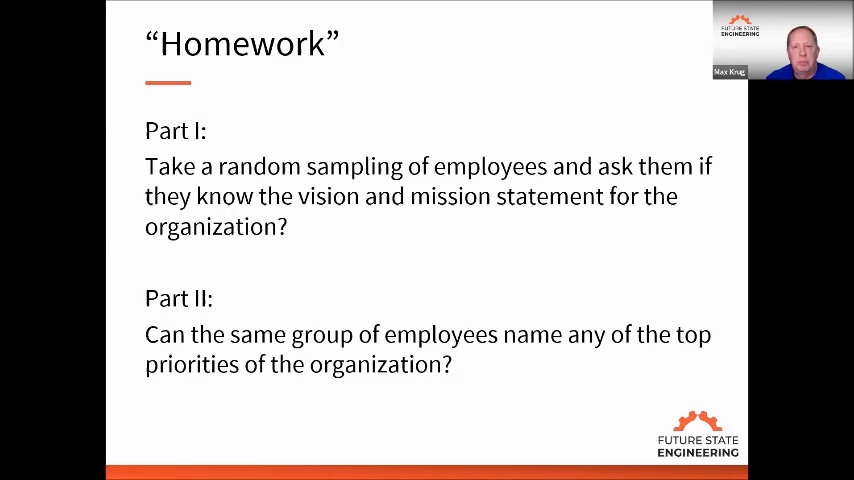 “Homework”
Part I:
Take a random sampling of employees and ask them if
they know the vision and mission statement for the
organization?
Part II:
Can the same group of employees name any of the top
priorities of the organization?
FUTURE STATE
ENGINEERING
FUTURE STATE
ENGINEERING
Max Krug